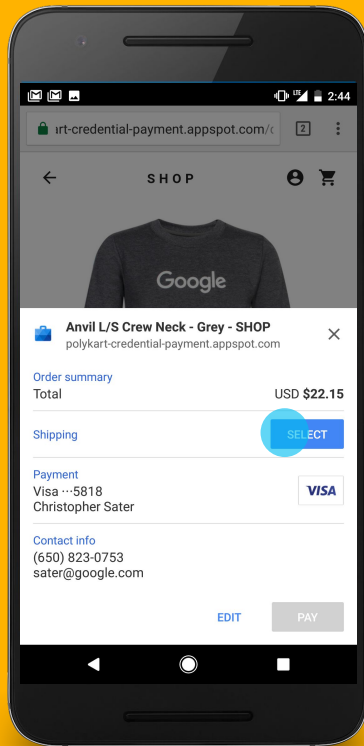 LTE 2:44
art-credential-payment.appspot.com/c 2
SHOP
Google
Anvil L/S Crew Neck - Grey - SHOP
polykart-credential-payment.appspot.com
Order summary
Total USD $22.15
Shipping SELECT
Payment
Visa ···5818 VISA
Christopher Sater
Contact info
(650) 823-0753
sater@google.com
EDIT PAY